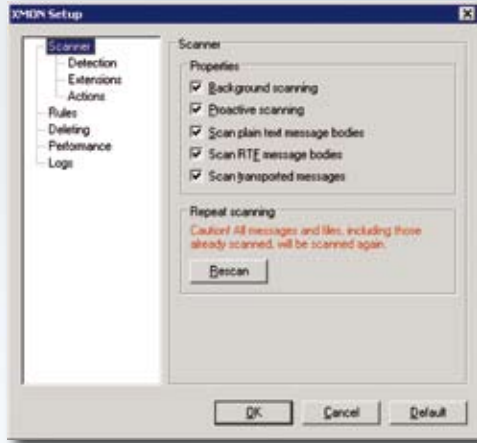 XMON Setup
Scanner
Detection
Extensions
Actions
Rules
Deleting
Performance
Logs
Scanner
Properties
Background scanning
Proactive scanning
Scan plain text message bodies
Scan RTF message bodies
Scan transported messages
Repeat scanning
Caution! All messages and files, including those
already scanned, will be scanned again.
Rescan
OK
Cancel
Default